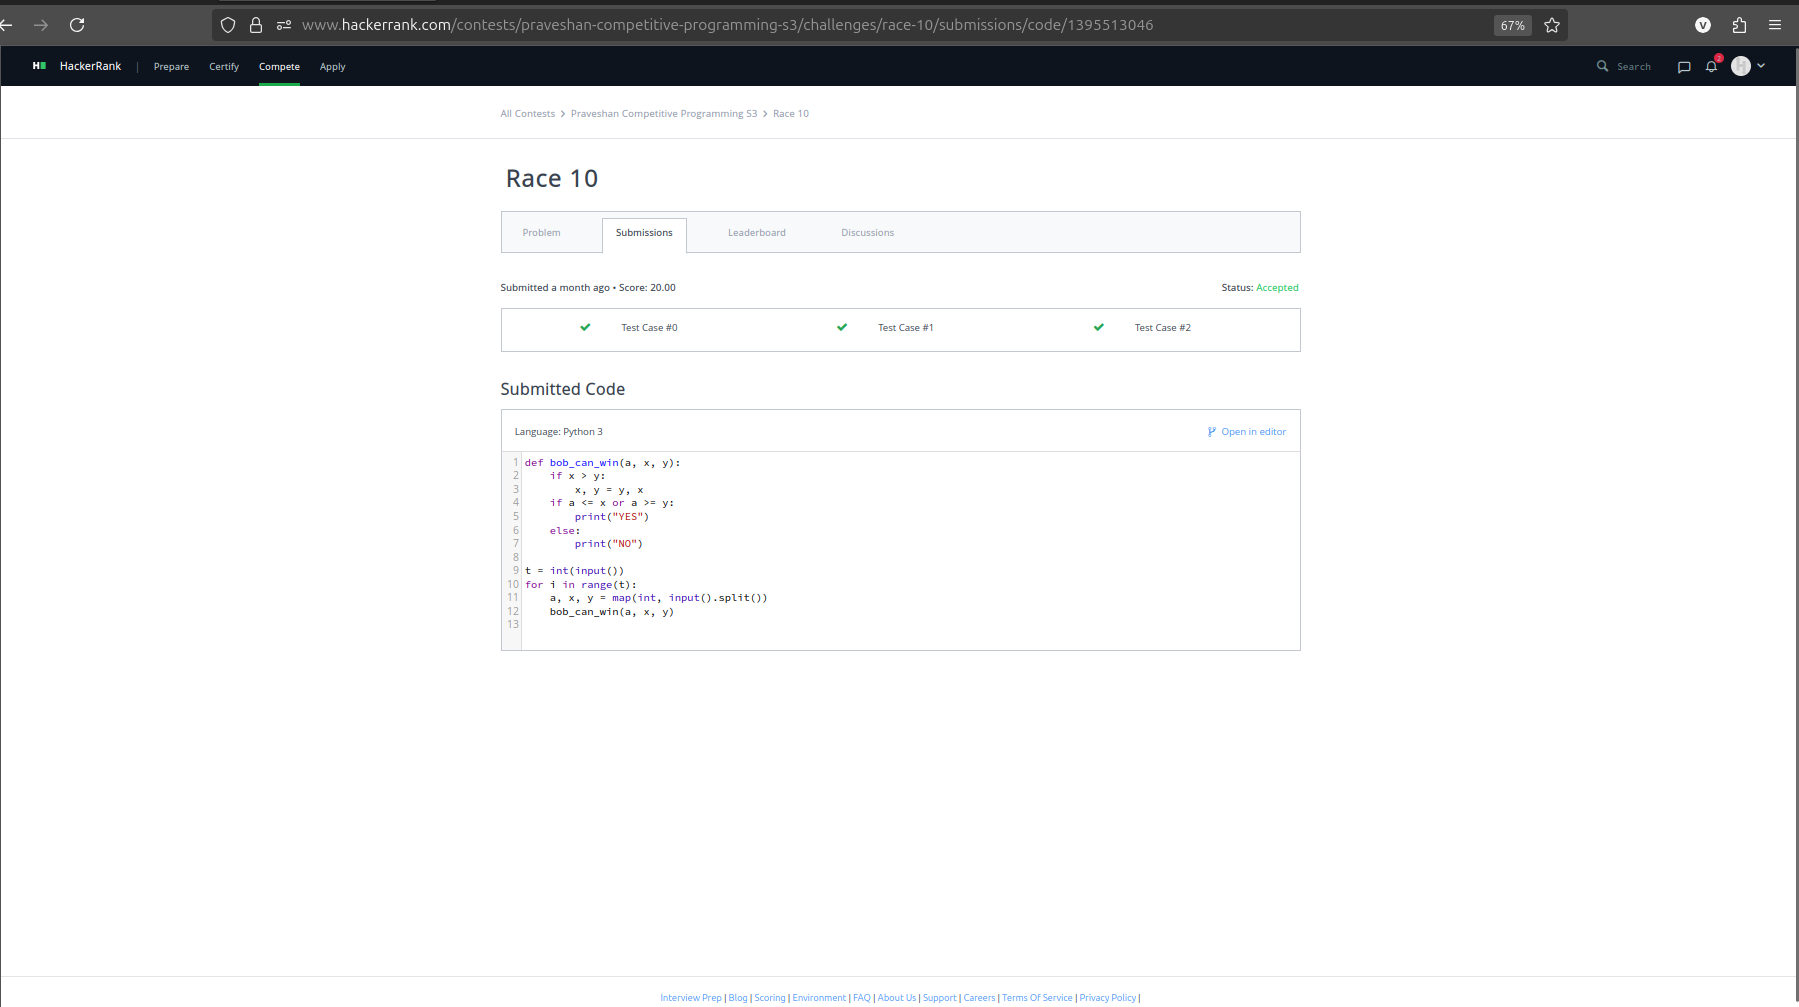 www.hackerrank.com/contests/praveshan-competitive-programming-s3/challenges/race-10/submissions/code/1395513046 67% V
H HackerRank | Prepare Certify Compete Apply Search 2 H
All Contests > Praveshan Competitive Programming S3 > Race 10
Race 10
Problem Submissions Leaderboard Discussions
Submitted a month ago • Score: 20.00 Status: Accepted
Test Case #0 Test Case #1 Test Case #2
Submitted Code
Language: Python 3 Open in editor
1 def bob_can_win(a, x, y):
2     if x > y:
3         x, y = y, x
4     if a <= x or a >= y:
5         print("YES")
6     else:
7         print("NO")
8
9 t = int(input())
10 for i in range(t):
11     a, x, y = map(int, input().split())
12     bob_can_win(a, x, y)
13
Interview Prep | Blog | Scoring | Environment | FAQ | About Us | Support | Careers | Terms Of Service | Privacy Policy |